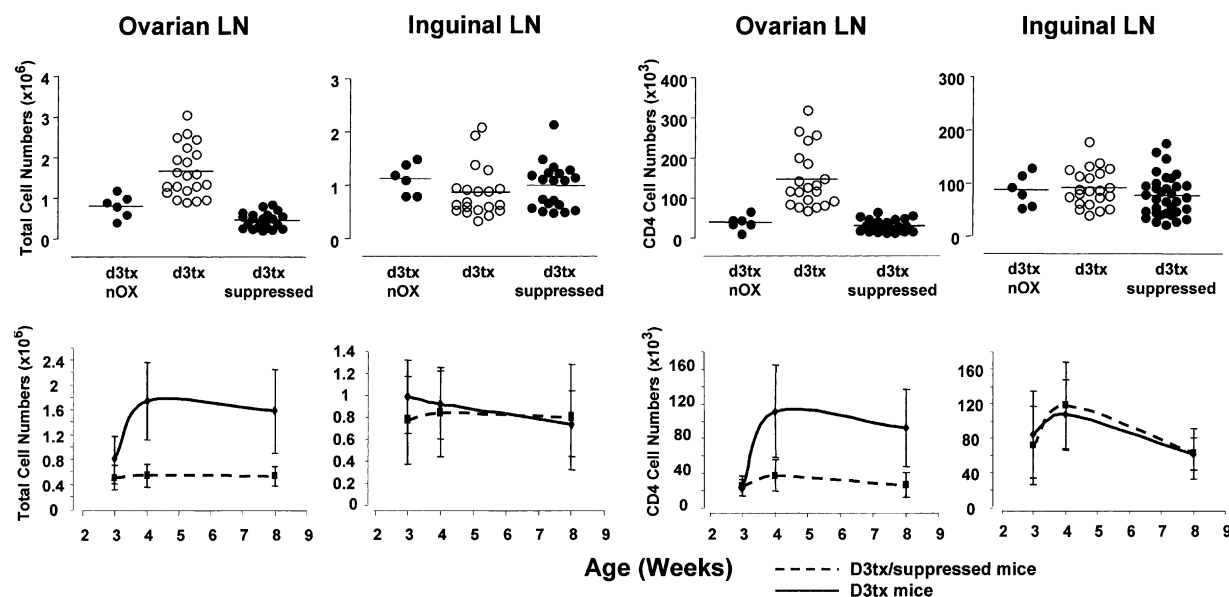 Ovarian LN
Inguinal LN
Ovarian LN
Inguinal LN
Total Cell Numbers (x10⁶)
4
3
2
1
0
d3tx nOX
d3tx
d3tx suppressed
3
2
1
0
d3tx nOX
d3tx
d3tx suppressed
CD4 Cell Numbers (x10³)
400
300
200
100
0
d3tx nOX
d3tx
d3tx suppressed
300
200
100
0
d3tx nOX
d3tx
d3tx suppressed
Total Cell Numbers (x10⁶)
2.4
2
1.6
1.2
0.8
0.4
0
2 3 4 5 6 7 8 9
1.4
1.2
1
0.8
0.6
0.4
0.2
0
2 3 4 5 6 7 8 9
CD4 Cell Numbers (x10³)
160
120
80
40
0
2 3 4 5 6 7 8 9
160
120
80
40
0
2 3 4 5 6 7 8 9
Age (Weeks)
D3tx/suppressed mice
D3tx mice